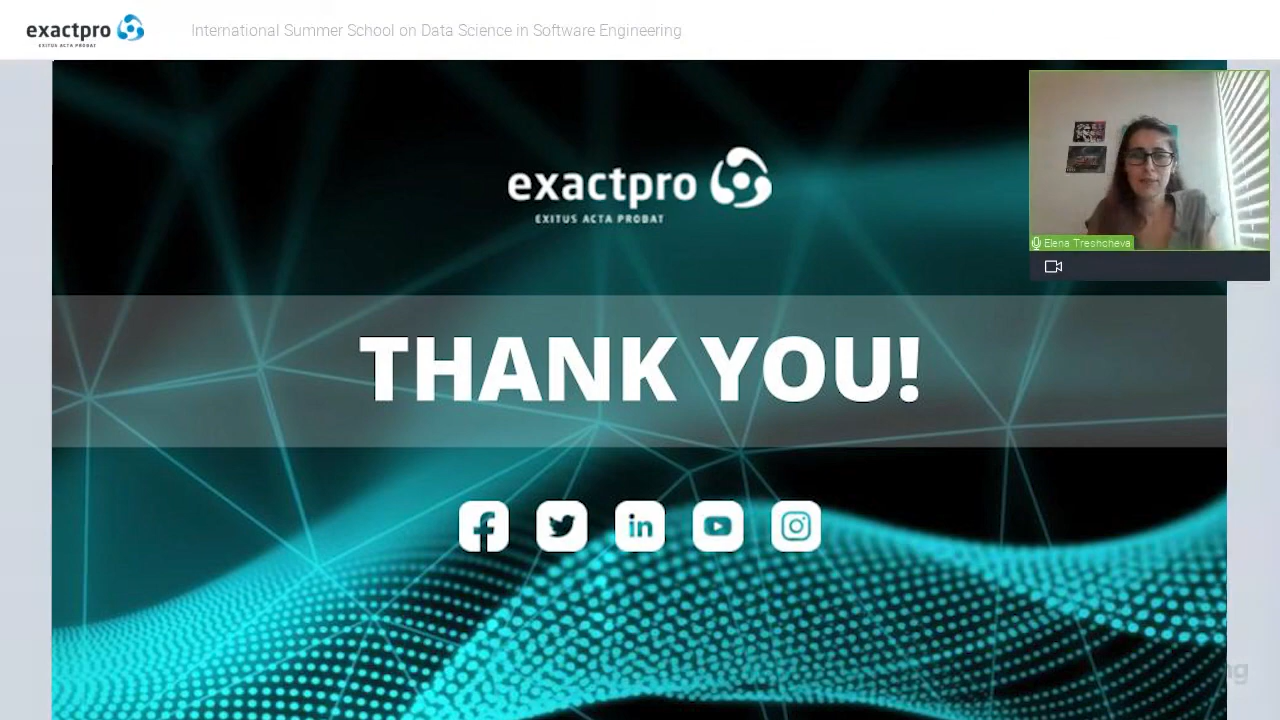 exactpro
EXITUS ACTA PROBAT
International Summer School on Data Science in Software Engineering
exactpro
EXITUS ACTA PROBAT
Elena Treshcheva
THANK YOU!
in